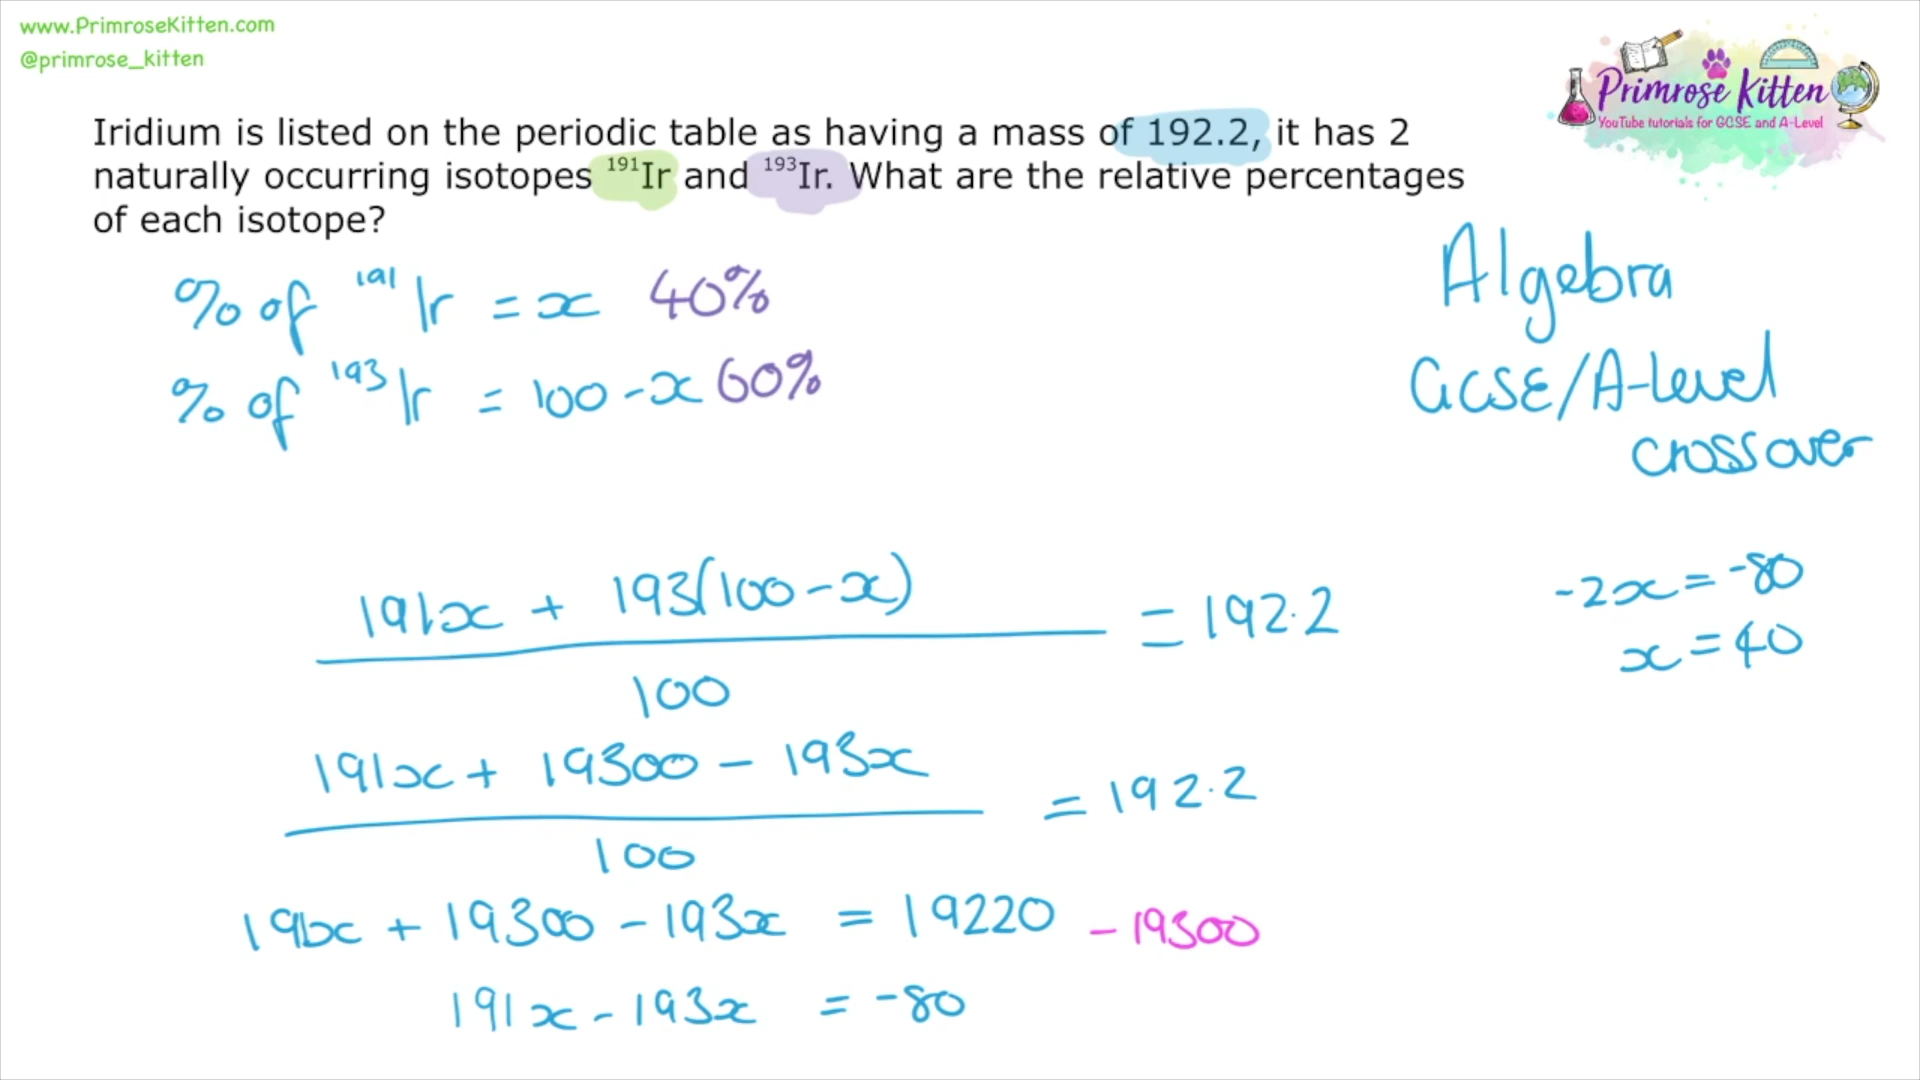 www.PrimroseKitten.com
@primrose_kitten
Primrose Kitten
YouTube tutorials for GCSE and A-Level
Iridium is listed on the periodic table as having a mass of 192.2, it has 2
naturally occurring isotopes ¹⁹¹Ir and ¹⁹³Ir. What are the relative percentages
of each isotope?
% of ¹⁹¹Ir = x 40%
% of ¹⁹³Ir = 100 - x 60%
Algebra
GCSE/A-Level
crossover
191x + 193(100 - x)
= 192.2
100
191x + 19300 - 193x
= 192.2
100
191x + 19300 - 193x = 19220 - 19300
191x - 193x = -80
-2x = -80
x = 40